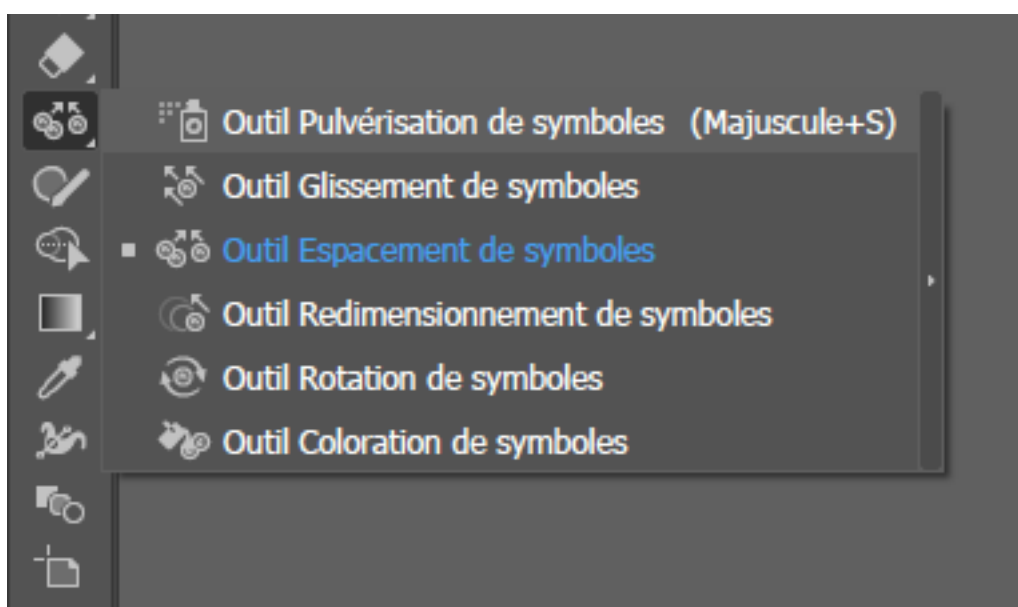 Outil Pulvérisation de symboles (Majuscule+S)
Outil Glissement de symboles
Outil Espacement de symboles
Outil Redimensionnement de symboles
Outil Rotation de symboles
Outil Coloration de symboles